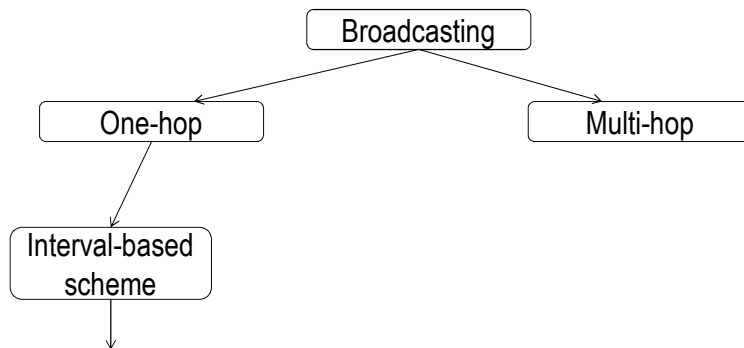 Broadcasting
One-hop
Multi-hop
Interval-based
scheme